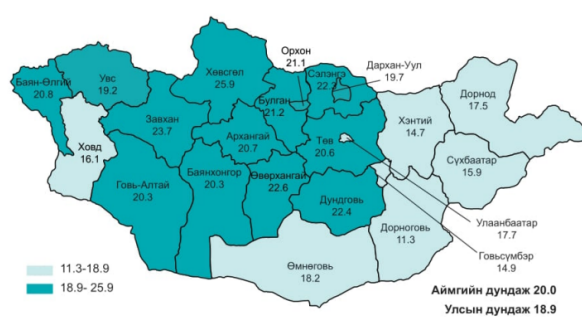 Орхон
21.1
Дархан-Уул
19.7
Баян-Өлгий
20.8
Увс
19.2
Хөвсгөл
25.9
Сэлэнгэ
22.2
Булган
21.2
Завхан
23.7
Архангай
20.7
Төв
20.6
Хэнтий
14.7
Дорнод
17.5
Сүхбаатар
15.9
Ховд
16.1
Говь-Алтай
20.3
Баянхонгор
20.3
Өвөрхангай
22.6
Дундговь
22.4
Дорноговь
11.3
Улаанбаатар
17.7
Говьсүмбэр
14.9
Өмнөговь
18.2
11.3-18.9
18.9- 25.9
Аймгийн дундаж 20.0
Улсын дундаж 18.9